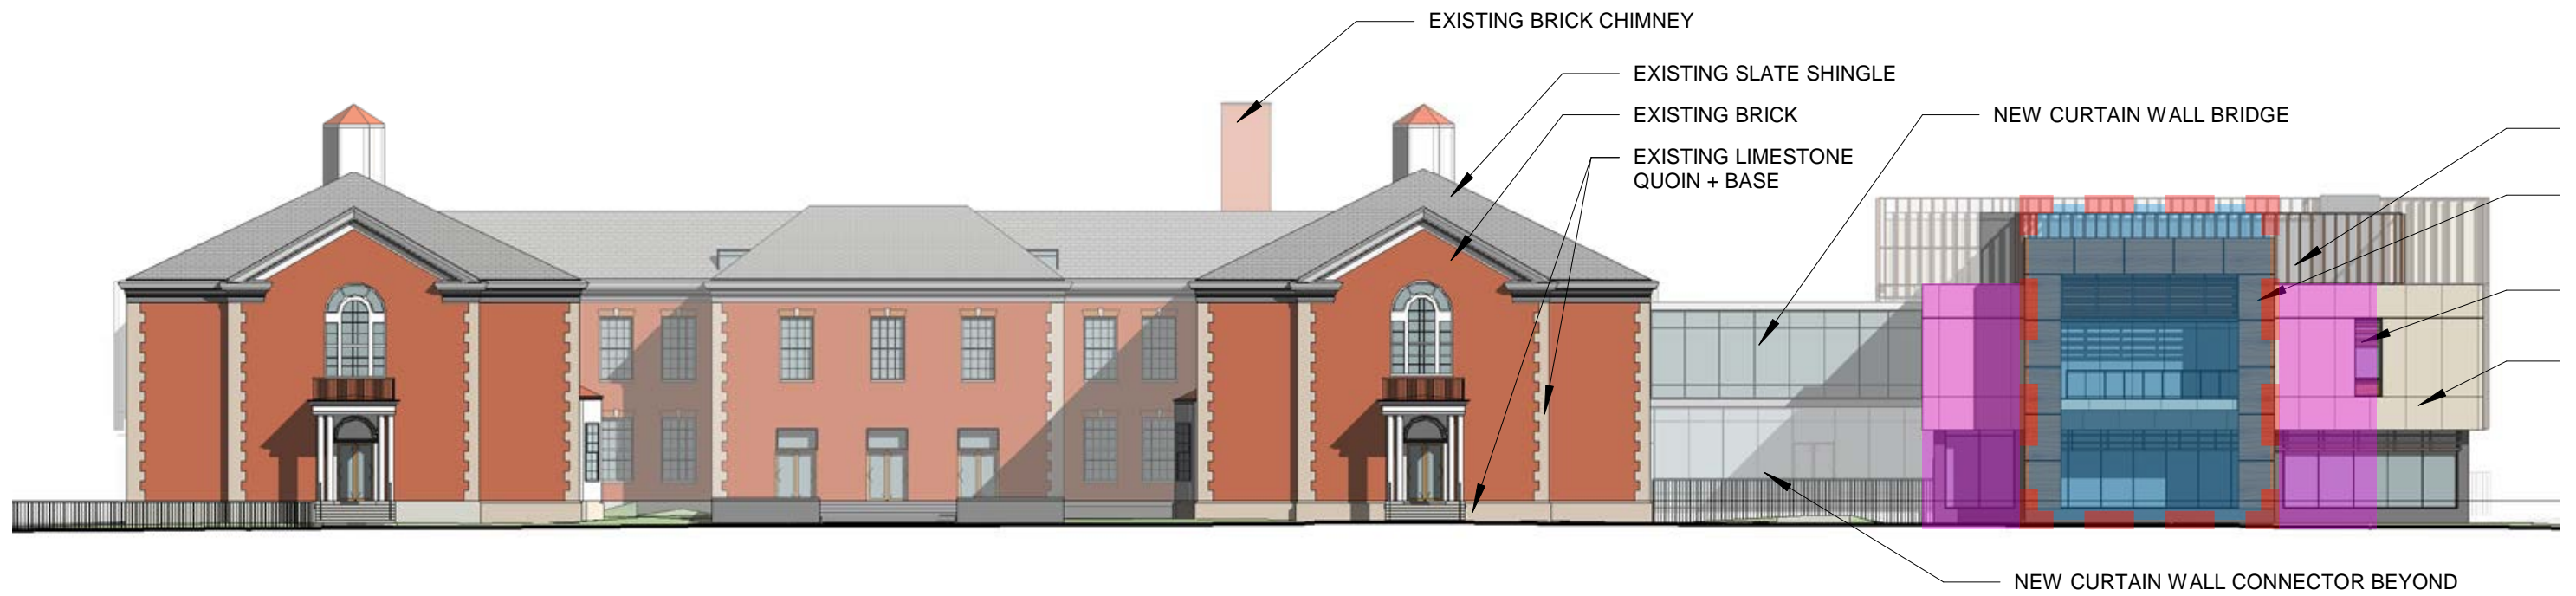 EXISTING BRICK CHIMNEY
EXISTING SLATE SHINGLE
EXISTING BRICK
NEW CURTAIN WALL BRIDGE
EXISTING LIMESTONE
QUOIN + BASE
NEW CURTAIN WALL CONNECTOR BEYOND